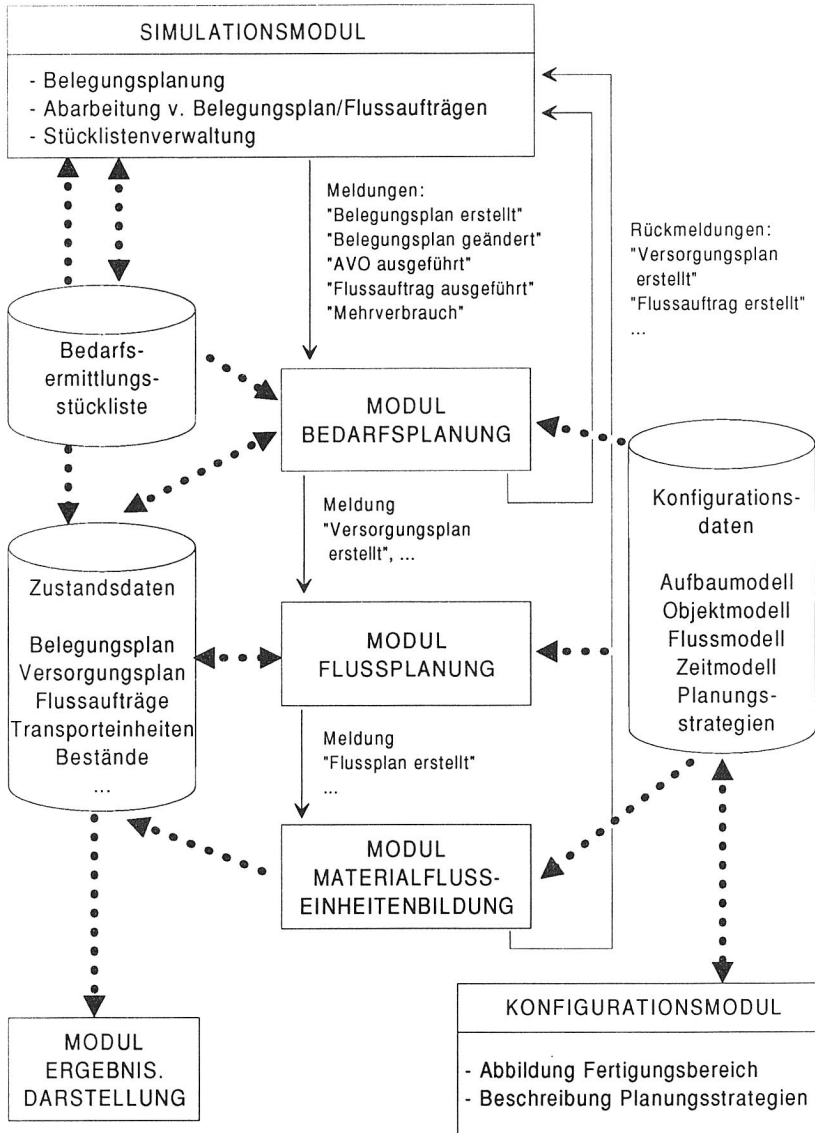 SIMULATIONSMODUL
- Belegungsplanung
- Abarbeitung v. Belegungsplan/Flussaufträgen
- Stücklistenverwaltung
Meldungen:
"Belegungsplan erstellt"
"Belegungsplan geändert"
"AVO ausgeführt"
"Flussauftrag ausgeführt"
"Mehrverbrauch"
Rückmeldungen:
"Versorgungsplan
erstellt"
"Flussauftrag erstellt"
...
Bedarfs-
ermittlungs-
stückliste
MODUL
BEDARFSPLANUNG
Meldung
"Versorgungsplan
erstellt", ...
Konfigurations-
daten
Aufbaumodell
Objektmodell
Flussmodell
Zeitmodell
Planungs-
strategien
Zustandsdaten
Belegungsplan
Versorgungsplan
Flussaufträge
Transporteinheiten
Bestände
...
MODUL
FLUSSPLANUNG
Meldung
"Flussplan erstellt"
...
MODUL
MATERIALFLUSS-
EINHEITENBILDUNG
MODUL
ERGEBNIS.
DARSTELLUNG
KONFIGURATIONSMODUL
- Abbildung Fertigungsbereich
- Beschreibung Planungsstrategien